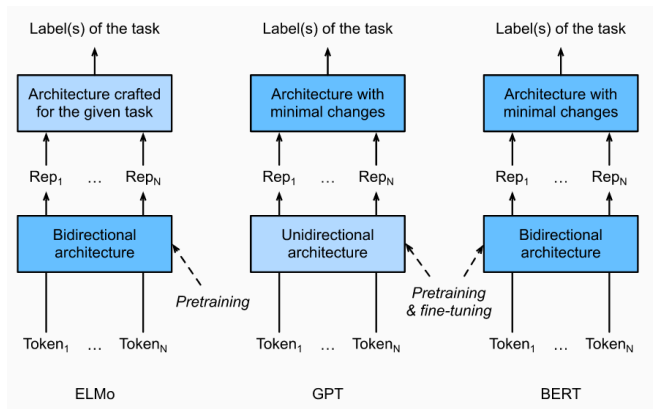 Label(s) of the task
Label(s) of the task
Label(s) of the task
Architecture crafted
for the given task
Architecture with
minimal changes
Architecture with
minimal changes
Rep₁ … Repₙ
Rep₁ … Repₙ
Rep₁ … Repₙ
Bidirectional
architecture
Unidirectional
architecture
Bidirectional
architecture
Pretraining
Pretraining
& fine-tuning
Token₁ … Tokenₙ
Token₁ … Tokenₙ
Token₁ … Tokenₙ
ELMo
GPT
BERT